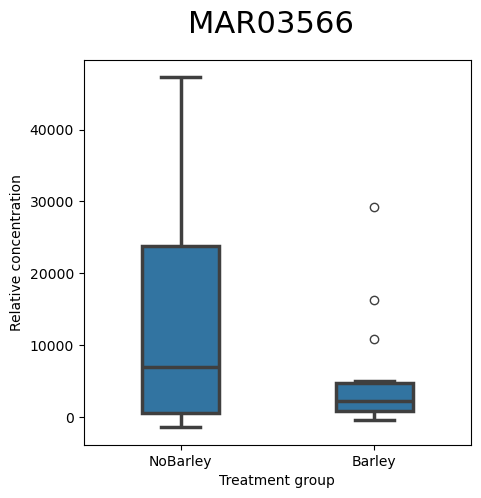 MAR03566
Relative concentration
40000
30000
20000
10000
0
NoBarley
Barley
Treatment group